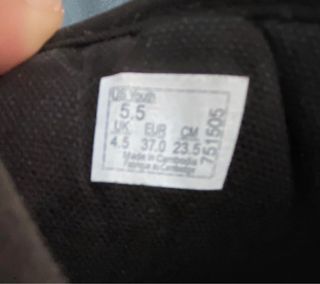 US Youth
5.5
UK EUR CM
4.5 37.0 23.5
Made in Cambodia
Fabriqué en Cambodge
751505